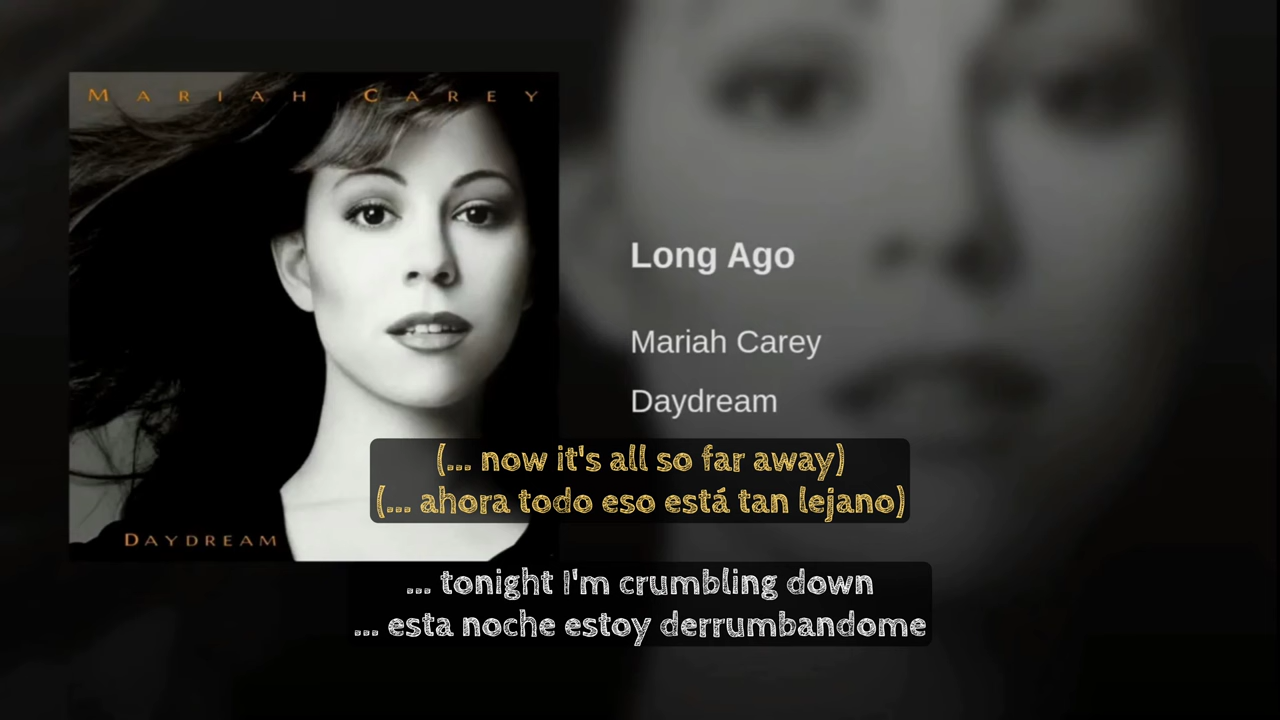 MARIAH CAREY
Long Ago
Mariah Carey
Daydream
(... now it's all so far away)
(... ahora todo eso está tan lejano)
DAYDREAM
... tonight I'm crumbling down
... esta noche estoy derrumbandome